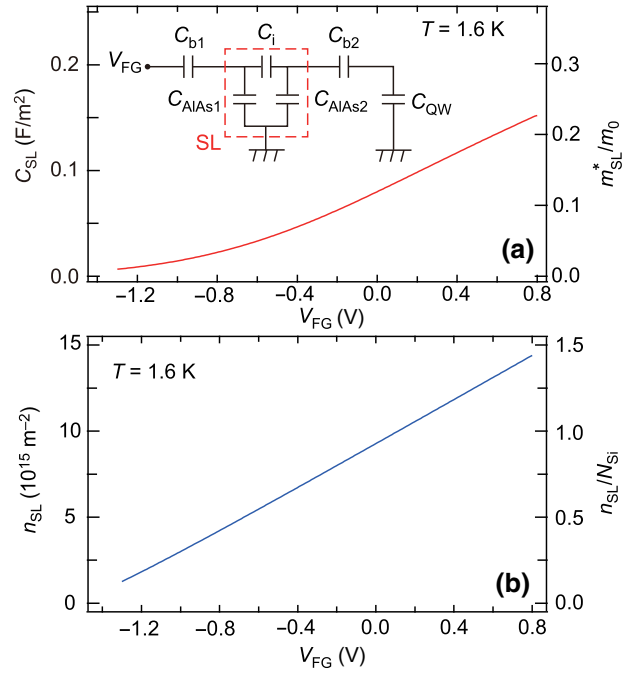 T = 1.6 K
V_FG
C_b1
C_i
C_b2
C_AlAs1
C_AlAs2
C_QW
SL
C_SL (F/m²)
0.2
0.1
0.0
m*_SL/m_0
0.3
0.2
0.1
0.0
(a)
−1.2 −0.8 −0.4 0.0 0.4 0.8
V_FG (V)
T = 1.6 K
n_SL (10¹⁵ m⁻²)
15
10
5
0
n_SL/N_Si
1.5
1.0
0.5
0.0
(b)
−1.2 −0.8 −0.4 0.0 0.4 0.8
V_FG (V)